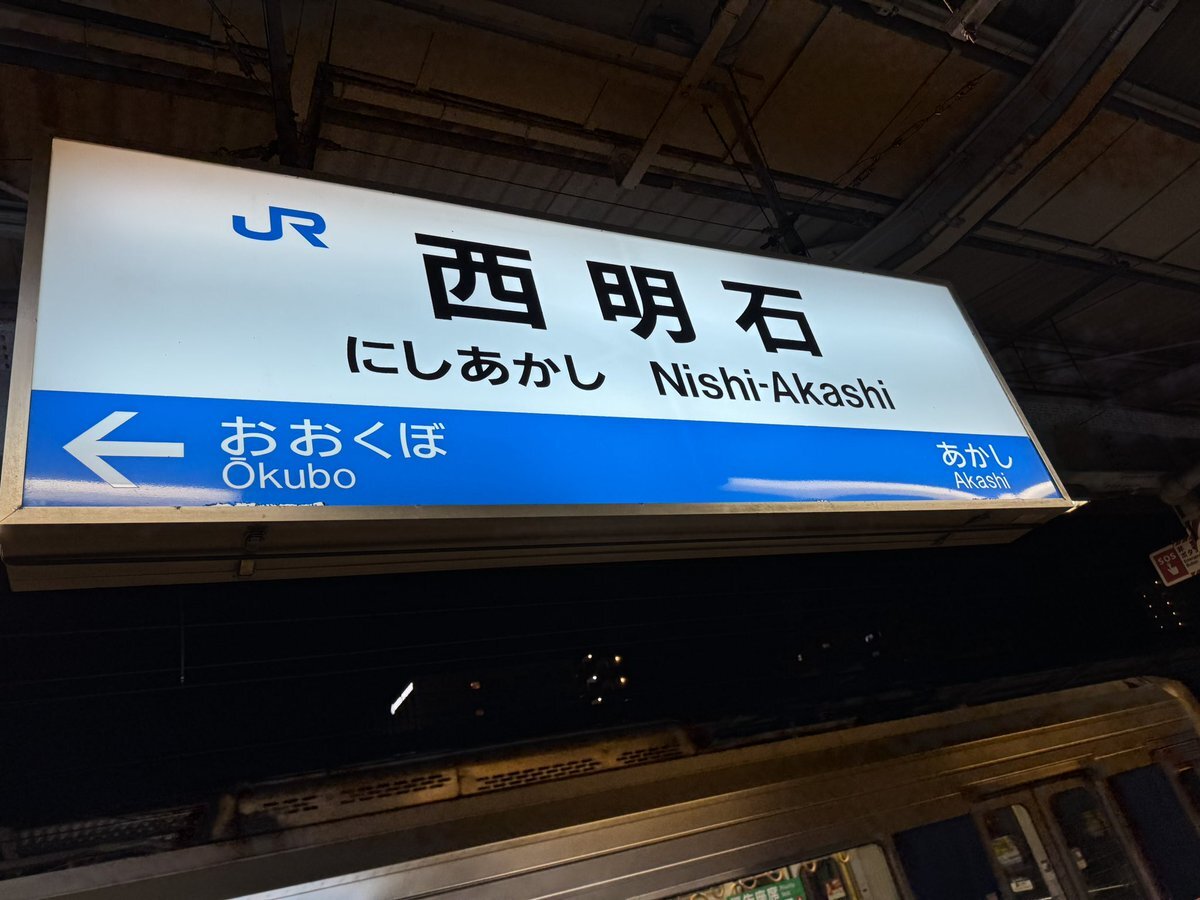 JR
西明石
にしあかし Nishi-Akashi
← おおくぼ
Ōkubo
あかし
Akashi
SOS